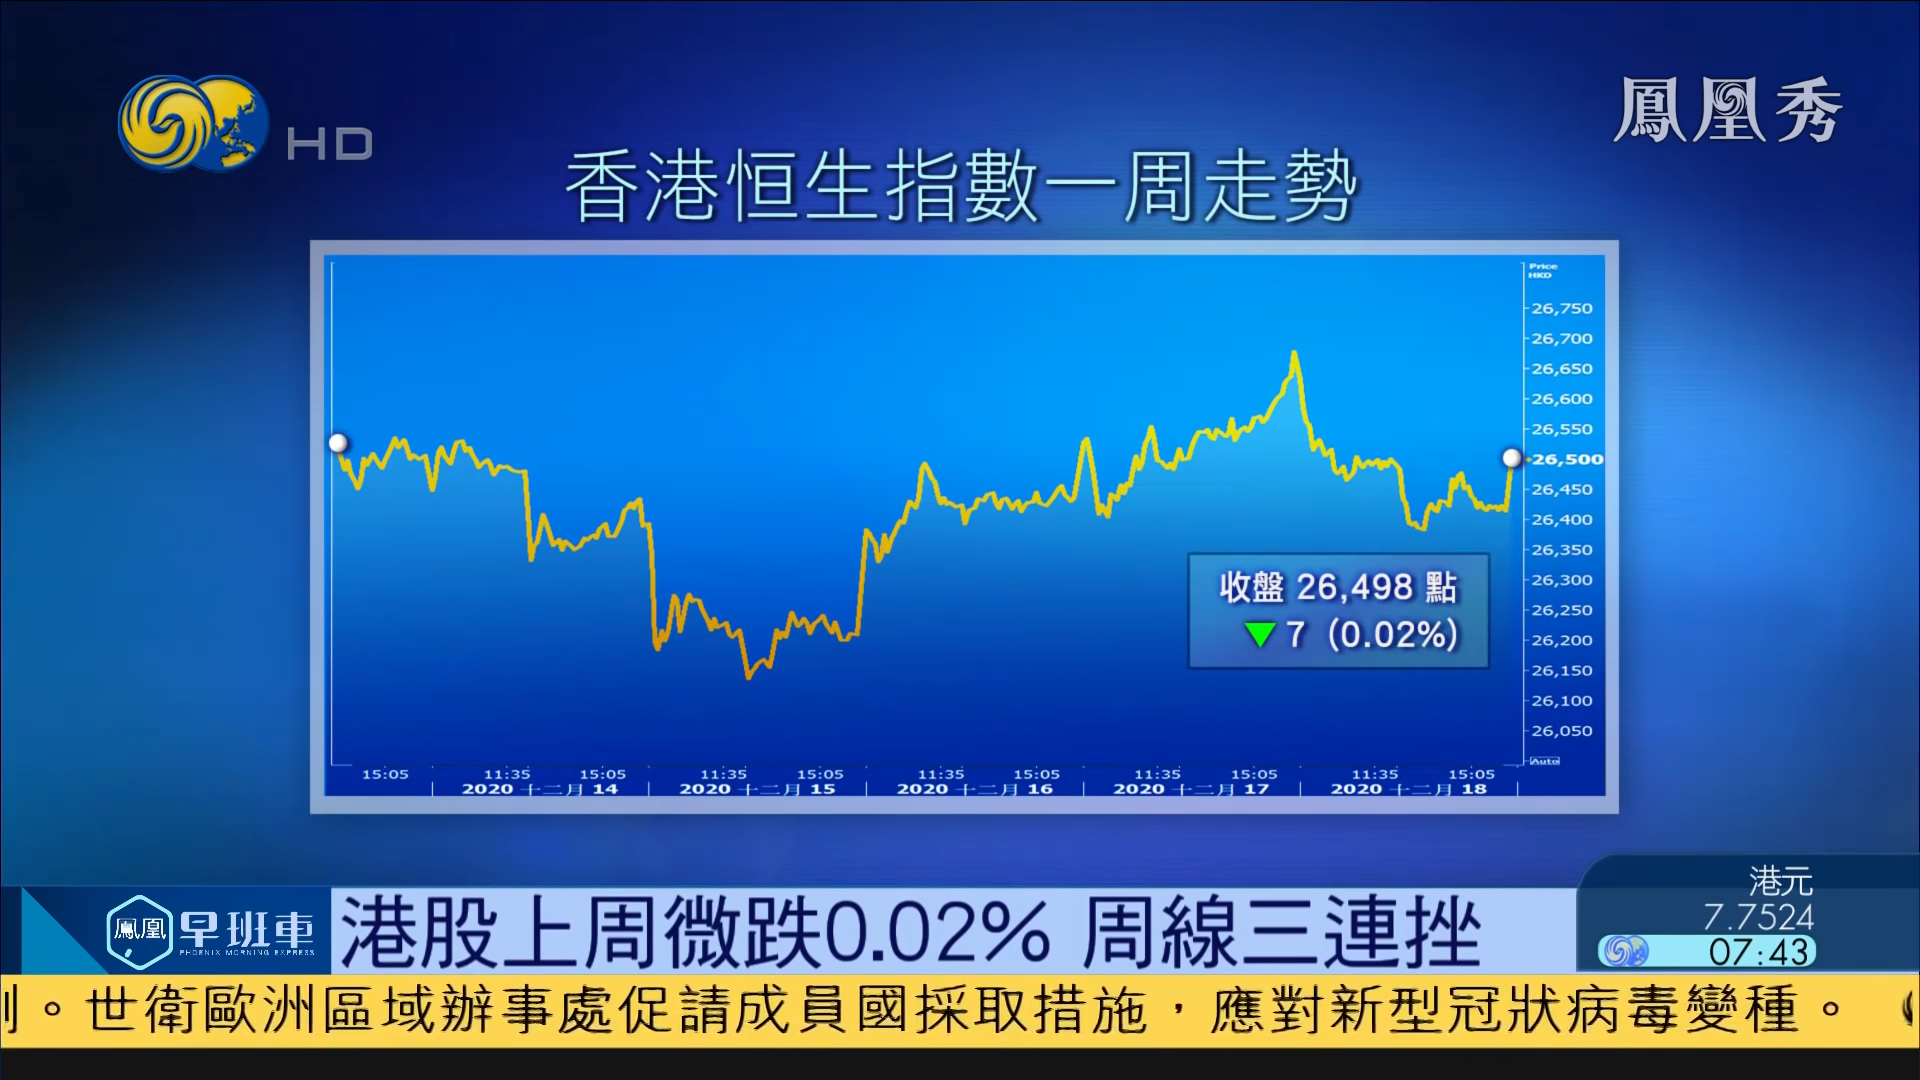 HD
鳳凰秀
香港恒生指數一周走勢
Price
HKD
26,750
26,700
26,650
26,600
26,550
26,500
26,450
26,400
26,350
26,300
26,250
26,200
26,150
26,100
26,050
Auto
收盤 26,498 點
▼ 7 (0.02%)
15:05 11:35 15:05 11:35 15:05 11:35 15:05 11:35 15:05 11:35 15:05
2020 十二月 14 2020 十二月 15 2020 十二月 16 2020 十二月 17 2020 十二月 18
港元
7.7524
07:43
鳳凰 早班車
PHOENIX MORNING EXPRESS
港股上周微跌0.02% 周線三連挫
。世衛歐洲區域辦事處促請成員國採取措施，應對新型冠狀病毒變種。